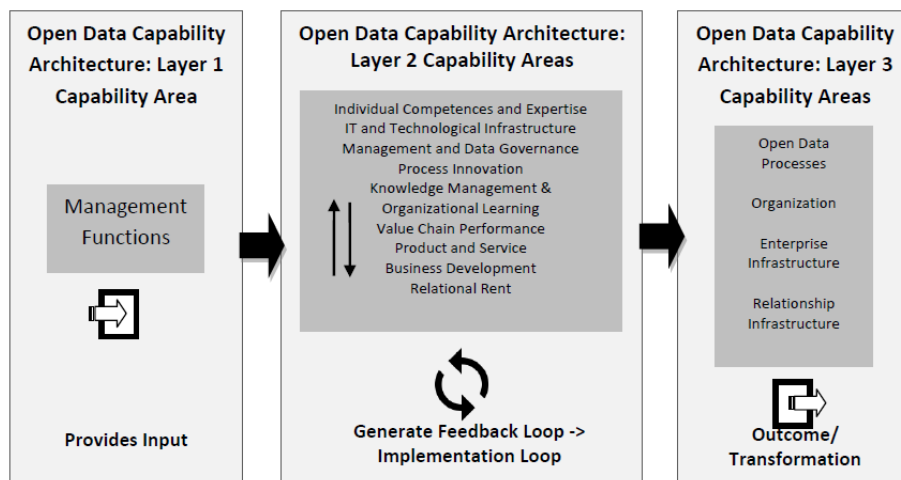 Open Data Capability
Architecture: Layer 1
Capability Area
Management
Functions
Provides Input
Open Data Capability Architecture:
Layer 2 Capability Areas
Individual Competences and Expertise
IT and Technological Infrastructure
Management and Data Governance
Process Innovation
Knowledge Management &
Organizational Learning
Value Chain Performance
Product and Service
Business Development
Relational Rent
Generate Feedback Loop ->
Implementation Loop
Open Data Capability
Architecture: Layer 3
Capability Areas
Open Data
Processes
Organization
Enterprise
Infrastructure
Relationship
Infrastructure
Outcome/
Transformation